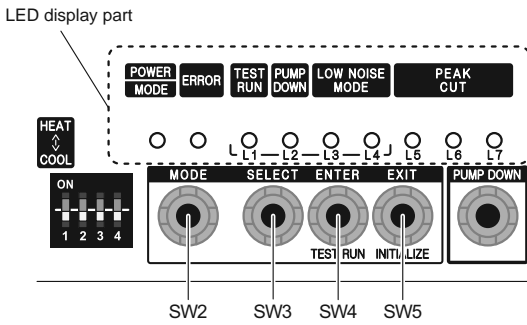 LED display part
POWER MODE ERROR TEST RUN PUMP DOWN LOW NOISE MODE PEAK CUT
HEAT
COOL
L1 L2 L3 L4 L5 L6 L7
MODE SELECT ENTER EXIT PUMP DOWN
ON
1 2 3 4
TEST RUN INITIALIZE
SW2 SW3 SW4 SW5